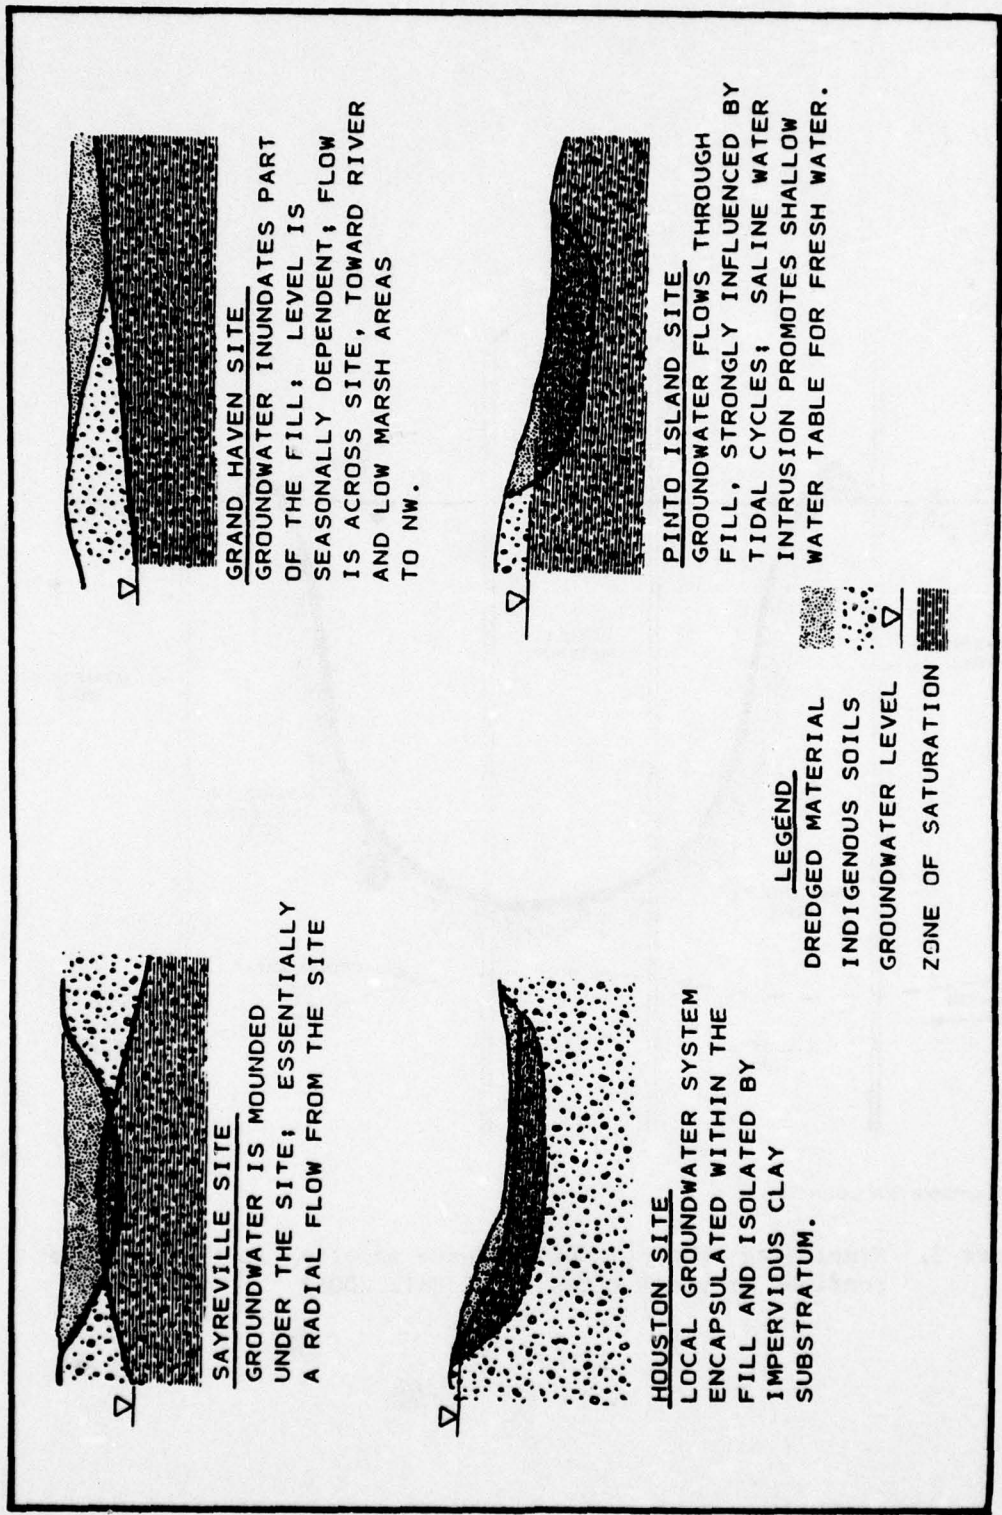 SAYREVILLE SITE
GROUNDWATER IS MOUNDED
UNDER THE SITE; ESSENTIALLY
A RADIAL FLOW FROM THE SITE
GRAND HAVEN SITE
GROUNDWATER INUNDATES PART
OF THE FILL: LEVEL IS
SEASONALLY DEPENDENT; FLOW
IS ACROSS SITE, TOWARD RIVER
AND LOW MARSH AREAS
TO NW.
HOUSTON SITE
LOCAL GROUNDWATER SYSTEM
ENCAPSULATED WITHIN THE
FILL AND ISOLATED BY
IMPERVIOUS CLAY
SUBSTRATUM.
PINTO ISLAND SITE
GROUNDWATER FLOWS THROUGH
FILL, STRONGLY INFLUENCED BY
TIDAL CYCLES; SALINE WATER
INTRUSION PROMOTES SHALLOW
WATER TABLE FOR FRESH WATER.
LEGEND
DREDGED MATERIAL
INDIGENOUS SOILS
GROUNDWATER LEVEL
ZONE OF SATURATION